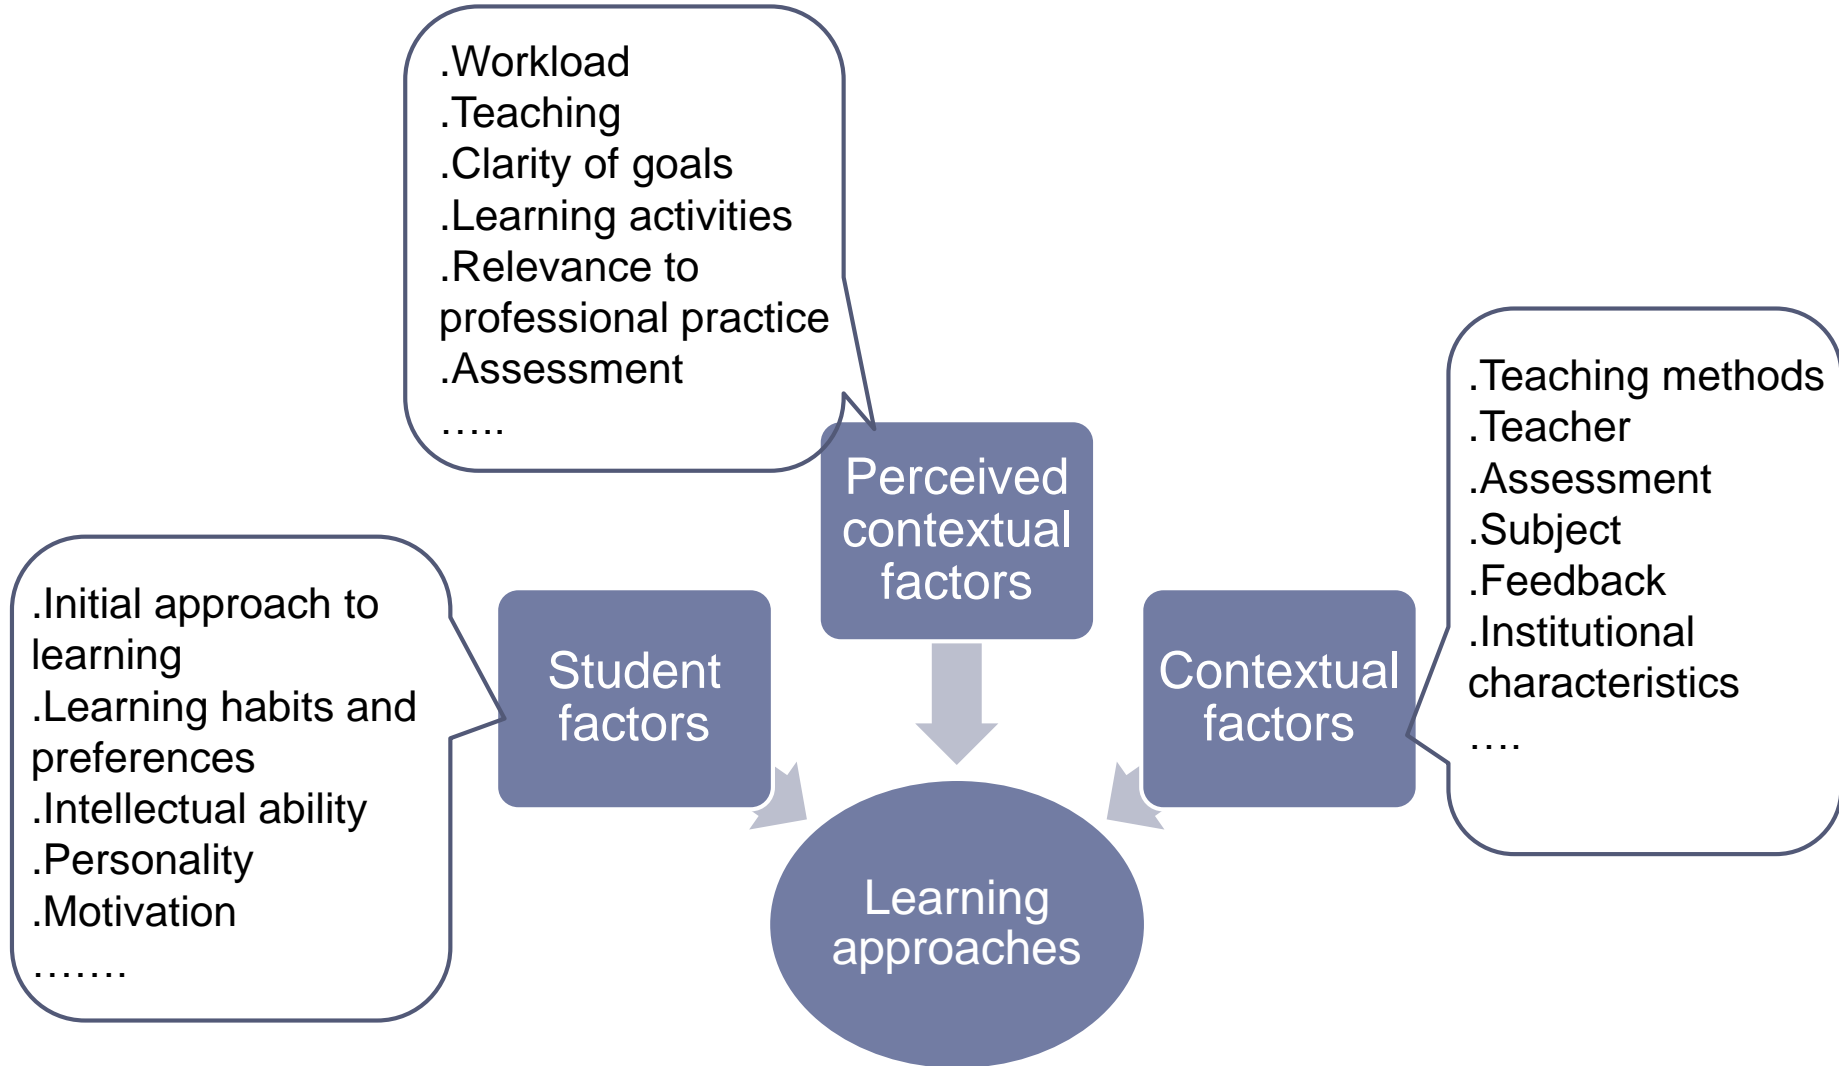 .Workload
.Teaching
.Clarity of goals
.Learning activities
.Relevance to
professional practice
.Assessment
…..
Perceived
contextual
factors
.Initial approach to
learning
.Learning habits and
preferences
.Intellectual ability
.Personality
.Motivation
…….
Student
factors
Contextual
factors
.Teaching methods
.Teacher
.Assessment
.Subject
.Feedback
.Institutional
characteristics
….
Learning
approaches